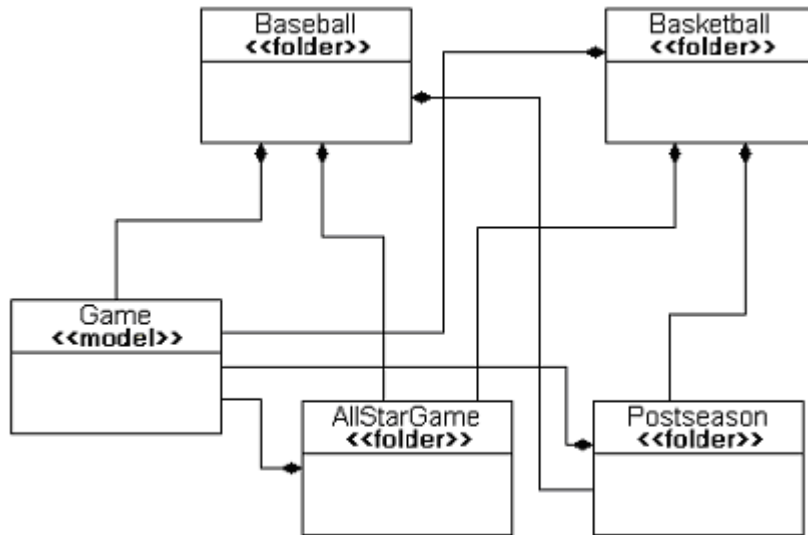 Baseball
<<folder>>
Basketball
<<folder>>
Game
<<model>>
AllStarGame
<<folder>>
Postseason
<<folder>>